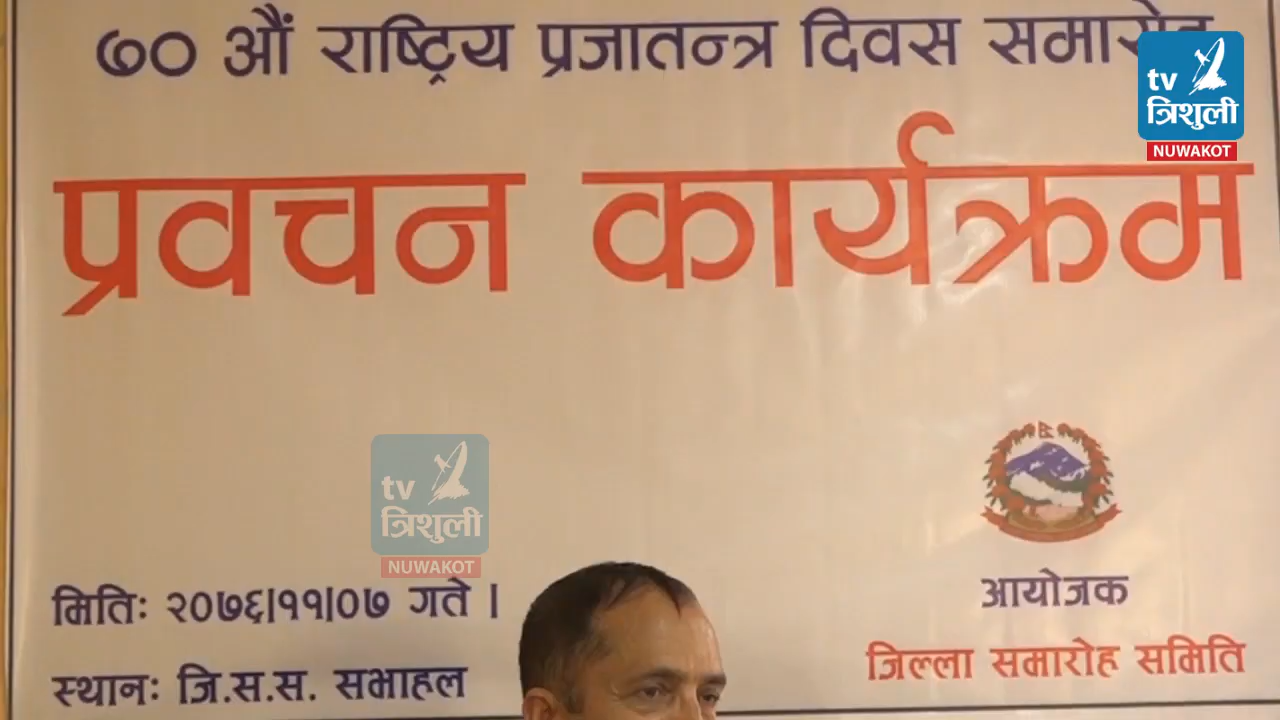 ७० औं राष्ट्रिय प्रजातन्त्र दिवस समारोह
tv
त्रिशुली
NUWAKOT
प्रवचन कार्यक्रम
tv
त्रिशुली
NUWAKOT
मितिः २०७६|११|०७ गते ।
स्थानः जि.स.स. सभाहल
आयोजक
जिल्ला समारोह समिति